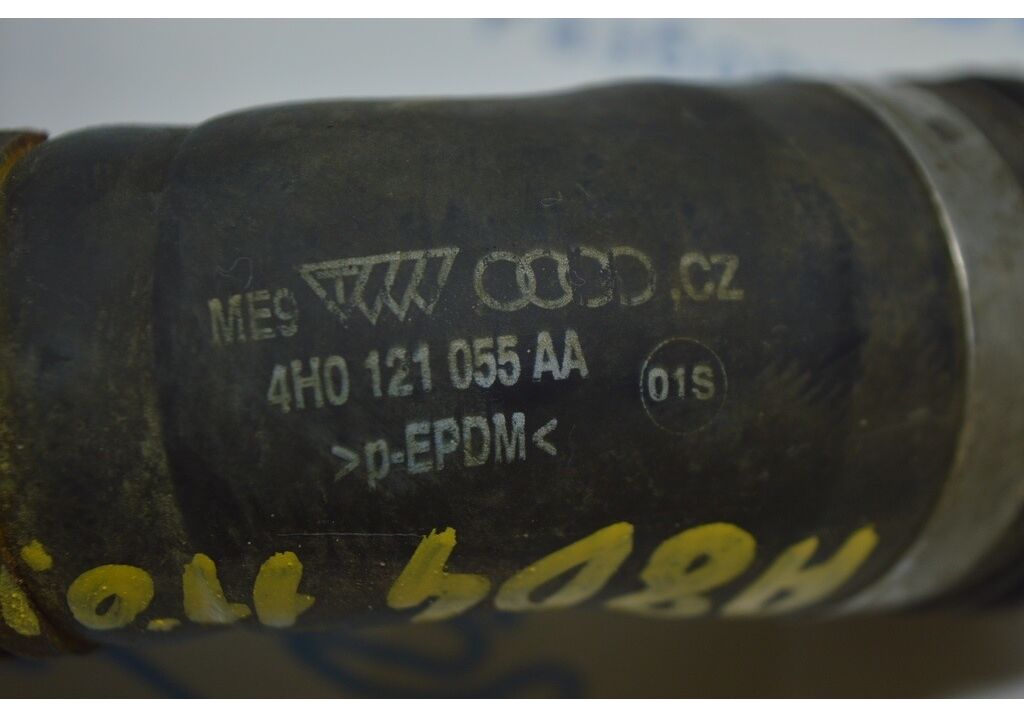 ME9 .CZ
4H0 121 055 AA
01S
>p-EPDM<